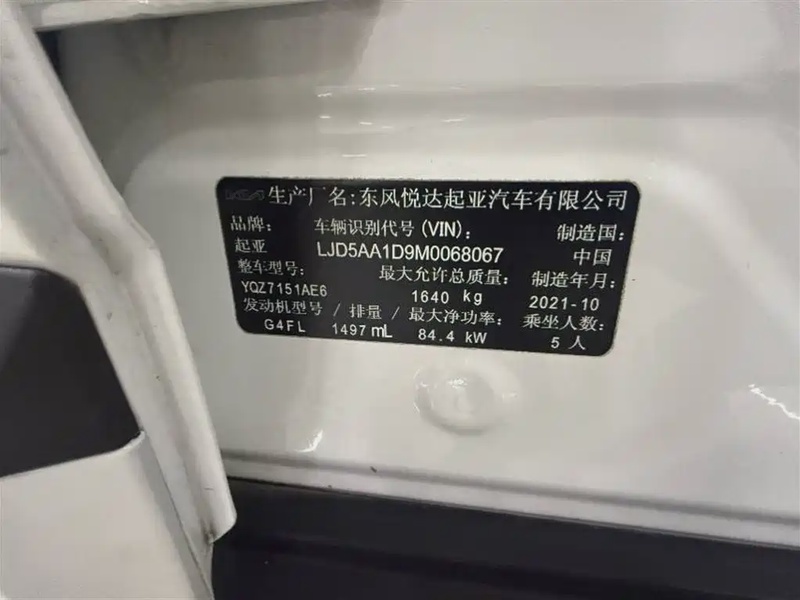 KIA 生产厂名:东风悦达起亚汽车有限公司
品牌: 车辆识别代号(VIN): 制造国:
起亚 LJD5AA1D9M0068067 中国
整车型号: 最大允许总质量: 制造年月:
YQZ7151AE6 1640 kg 2021-10
发动机型号 / 排量 / 最大净功率: 乘坐人数:
G4FL 1497 mL 84.4 kW 5 人